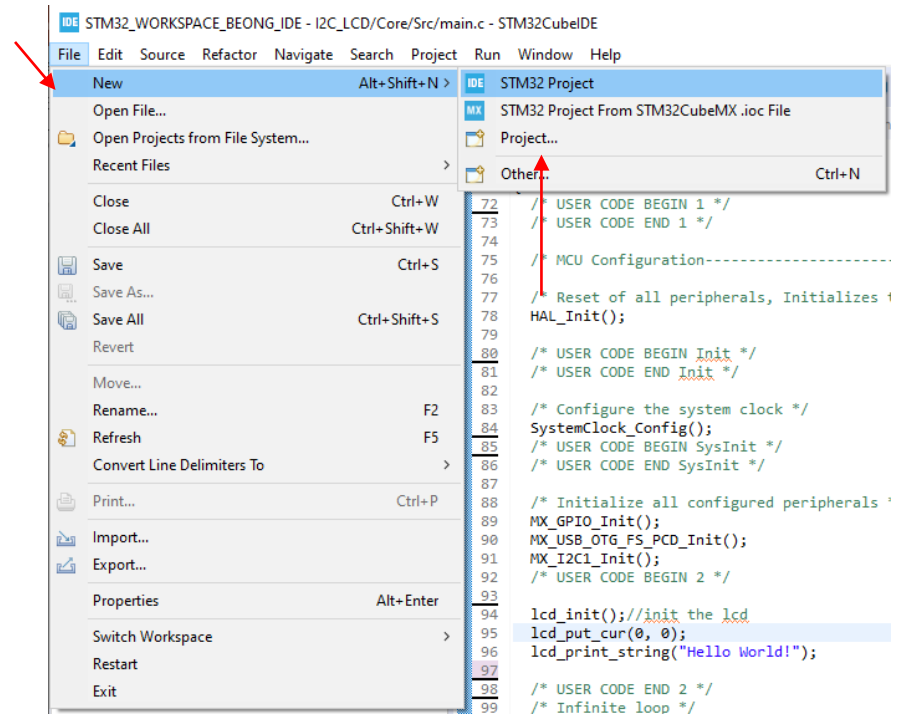 IDE STM32_WORKSPACE_BEONG_IDE - I2C_LCD/Core/Src/main.c - STM32CubeIDE
File Edit Source Refactor Navigate Search Project Run Window Help
New Alt+Shift+N >
Open File...
Open Projects from File System...
Recent Files >
Close Ctrl+W
Close All Ctrl+Shift+W
Save Ctrl+S
Save As...
Save All Ctrl+Shift+S
Revert
Move...
Rename... F2
Refresh F5
Convert Line Delimiters To >
Print... Ctrl+P
Import...
Export...
Properties Alt+Enter
Switch Workspace >
Restart
Exit
IDE STM32 Project
MX STM32 Project From STM32CubeMX .ioc File
Project...
Other... Ctrl+N
72 /* USER CODE BEGIN 1 */
73 /* USER CODE END 1 */
74
75 /* MCU Configuration-----------------------
76
77 /* Reset of all peripherals, Initializes
78 HAL_Init();
79
80 /* USER CODE BEGIN Init */
81 /* USER CODE END Init */
82
83 /* Configure the system clock */
84 SystemClock_Config();
85 /* USER CODE BEGIN SysInit */
86 /* USER CODE END SysInit */
87
88 /* Initialize all configured peripherals *
89 MX_GPIO_Init();
90 MX_USB_OTG_FS_PCD_Init();
91 MX_I2C1_Init();
92 /* USER CODE BEGIN 2 */
93
94 lcd_init();//init the lcd
95 lcd_put_cur(0, 0);
96 lcd_print_string("Hello World!");
97
98 /* USER CODE END 2 */
99 /* Infinite loop */